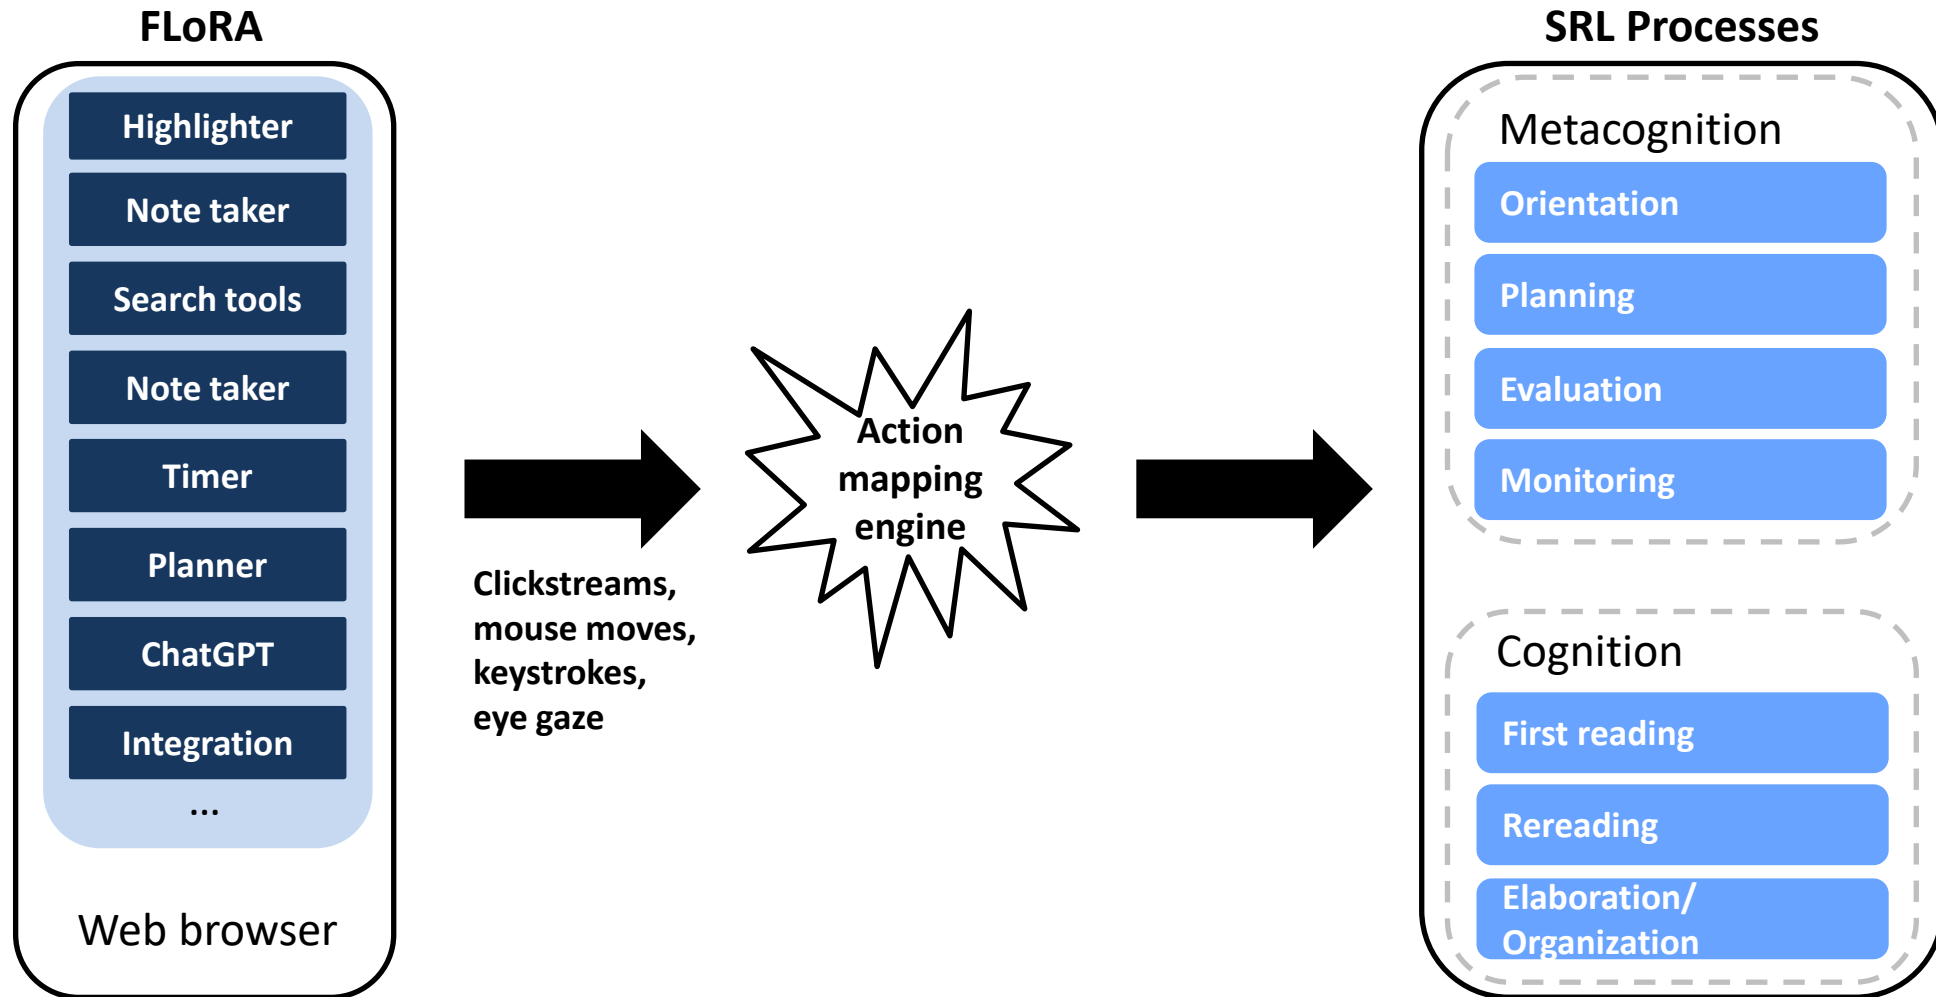 FLoRA
Highlighter
Note taker
Search tools
Note taker
Timer
Planner
ChatGPT
Integration
...
Web browser
Clickstreams,
mouse moves,
keystrokes,
eye gaze
Action
mapping
engine
SRL Processes
Metacognition
Orientation
Planning
Evaluation
Monitoring
Cognition
First reading
Rereading
Elaboration/
Organization